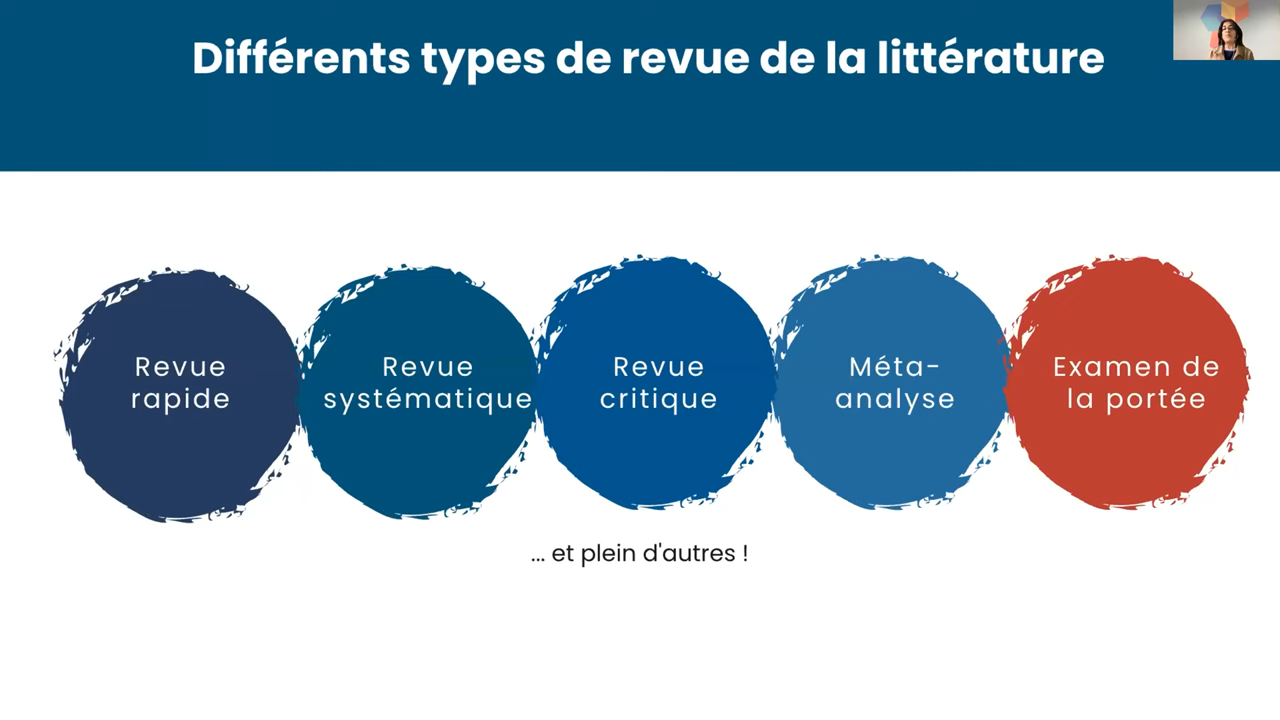 Différents types de revue de la littérature
Revue
rapide
Revue
systématique
Revue
critique
Méta-
analyse
Examen de
la portée
... et plein d'autres !